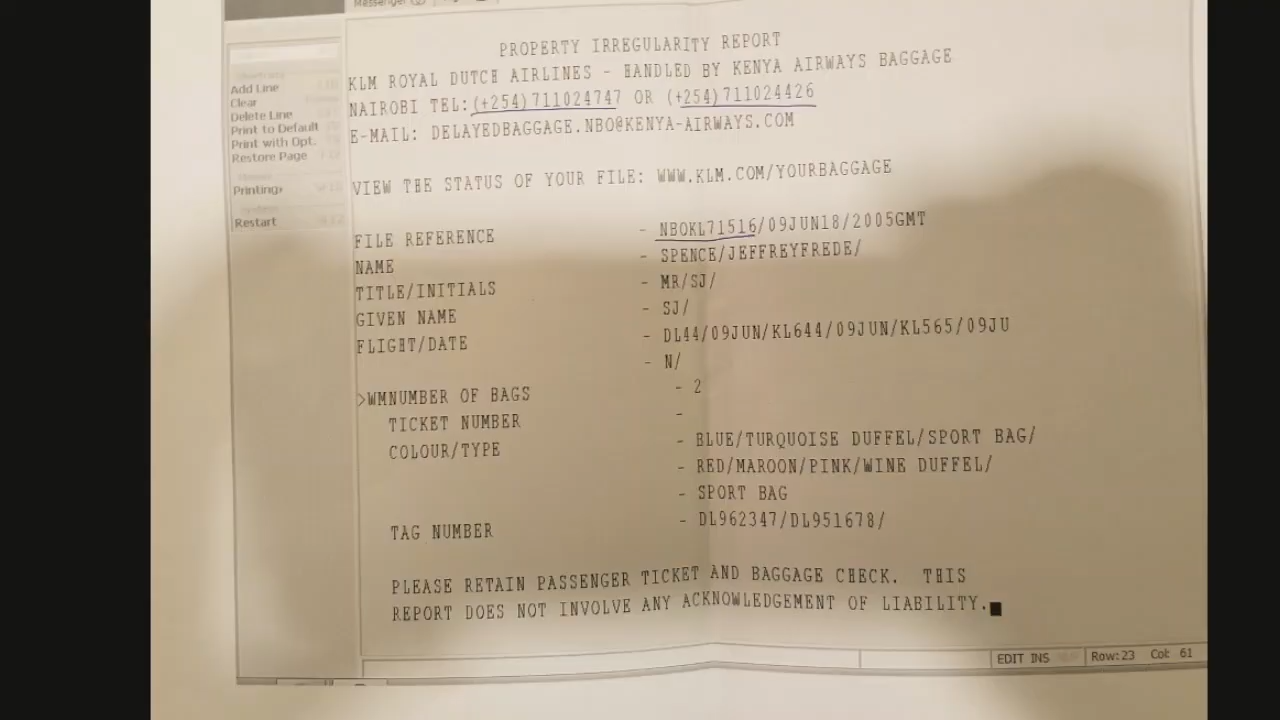 PROPERTY IRREGULARITY REPORT
KLM ROYAL DUTCH AIRLINES - HANDLED BY KENYA AIRWAYS BAGGAGE
NAIROBI TEL:(+254)711024747 OR (+254)711024426
E-MAIL: DELAYEDBAGGAGE.NBO@KENYA-AIRWAYS.COM
VIEW THE STATUS OF YOUR FILE: WWW.KLM.COM/YOURBAGGAGE
FILE REFERENCE - NBOKL71516/09JUN18/2005GMT
NAME - SPENCE/JEFFREYFREDE/
TITLE/INITIALS - MR/SJ/
GIVEN NAME - SJ/
FLIGHT/DATE - DL44/09JUN/KL644/09JUN/KL565/09JU
- N/
>WMNUMBER OF BAGS - 2
TICKET NUMBER -
COLOUR/TYPE - BLUE/TURQUOISE DUFFEL/SPORT BAG/
- RED/MAROON/PINK/WINE DUFFEL/
- SPORT BAG
TAG NUMBER - DL962347/DL951678/
PLEASE RETAIN PASSENGER TICKET AND BAGGAGE CHECK. THIS
REPORT DOES NOT INVOLVE ANY ACKNOWLEDGEMENT OF LIABILITY.
Add Line
Clear
Delete Line
Print to Default
Print with Opt.
Restore Page
Printing>
Restart
EDIT INS
Row:23 Col: 61